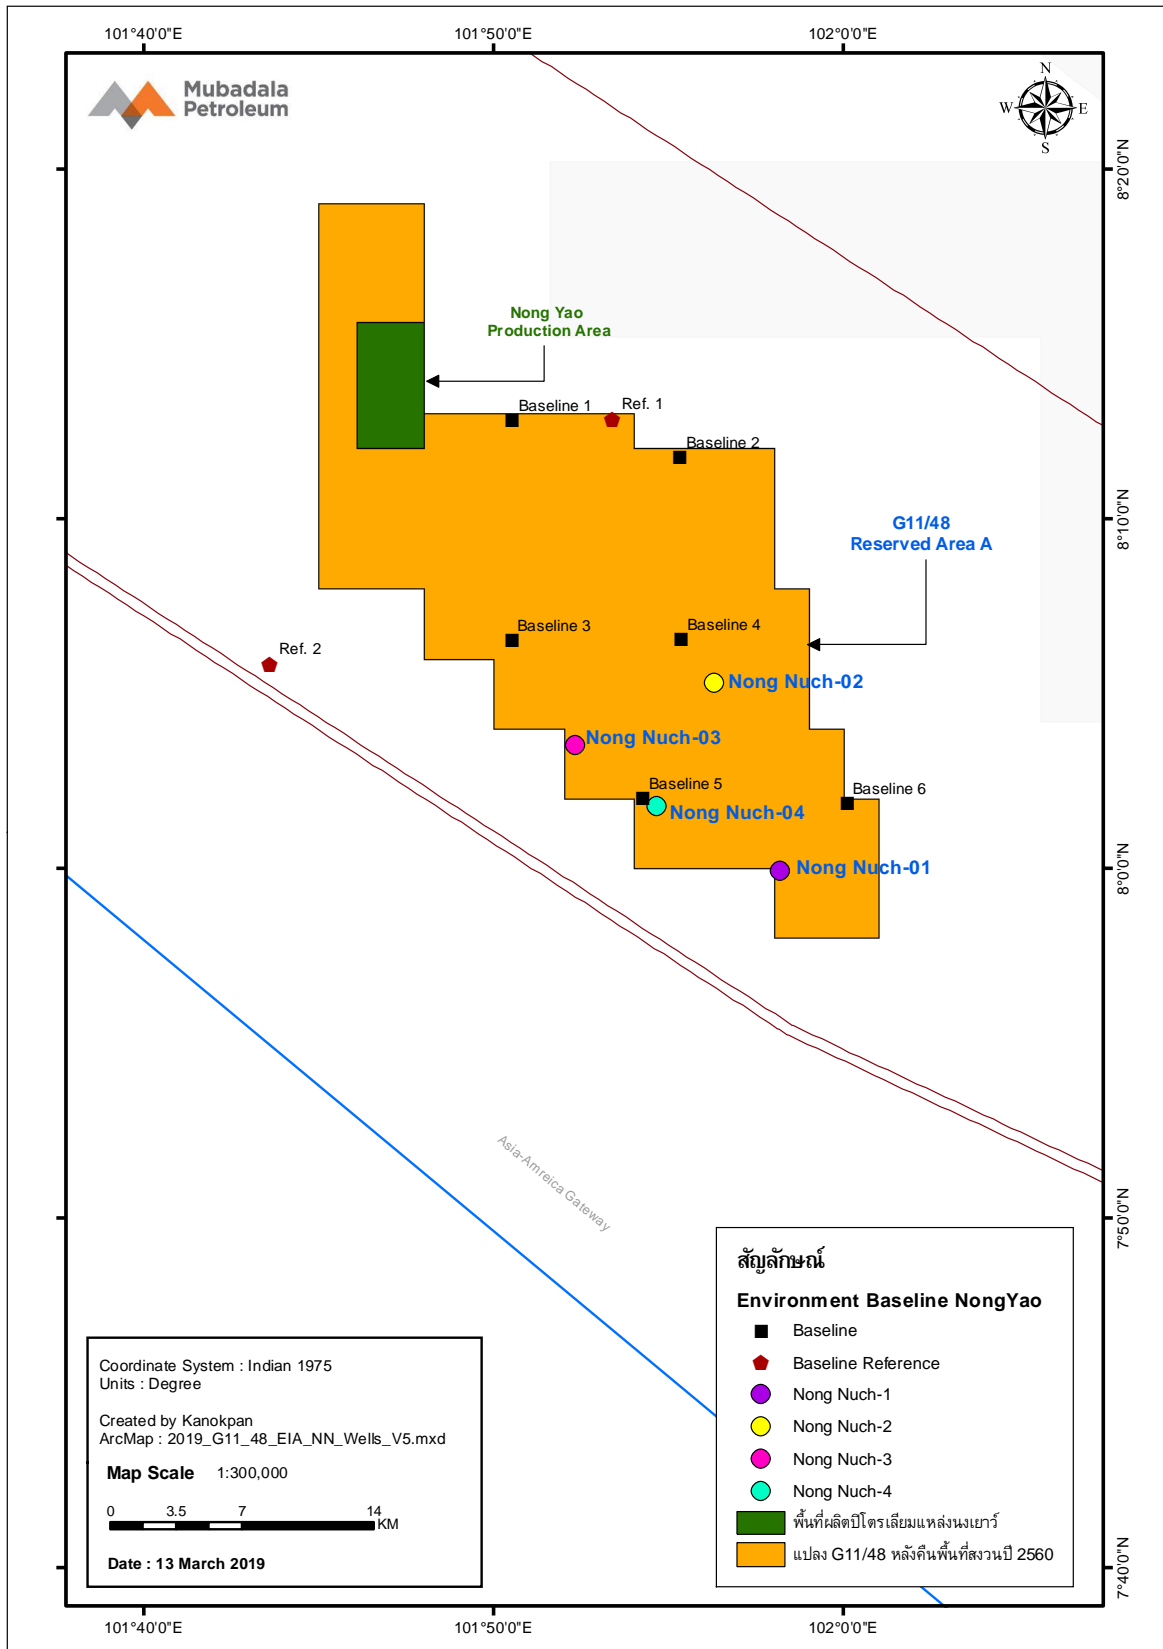 101°40'0"E
101°50'0"E
102°0'0"E
Mubadala
Petroleum
N
W
E
S
8°20'0"N
Nong Yao
Production Area
Baseline 1
Ref. 1
Baseline 2
8°10'0"N
G11/48
Reserved Area A
Baseline 3
Baseline 4
Ref. 2
Nong Nuch-02
Nong Nuch-03
Baseline 5
Baseline 6
Nong Nuch-04
8°0'0"N
Nong Nuch-01
Asia-Amreica Gateway
7°50'0"N
สัญลักษณ์
Environment Baseline NongYao
Baseline
Baseline Reference
Nong Nuch-1
Nong Nuch-2
Nong Nuch-3
Nong Nuch-4
พื้นที่ผลิตปิโตรเลียมแหล่งนงเยาว์
แปลง G11/48 หลังคืนพื้นที่สงวนปี 2560
Coordinate System : Indian 1975
Units : Degree
Created by Kanokpan
ArcMap : 2019_G11_48_EIA_NN_Wells_V5.mxd
Map Scale 1:300,000
0 3.5 7 14
KM
Date : 13 March 2019
7°40'0"N
101°40'0"E
101°50'0"E
102°0'0"E